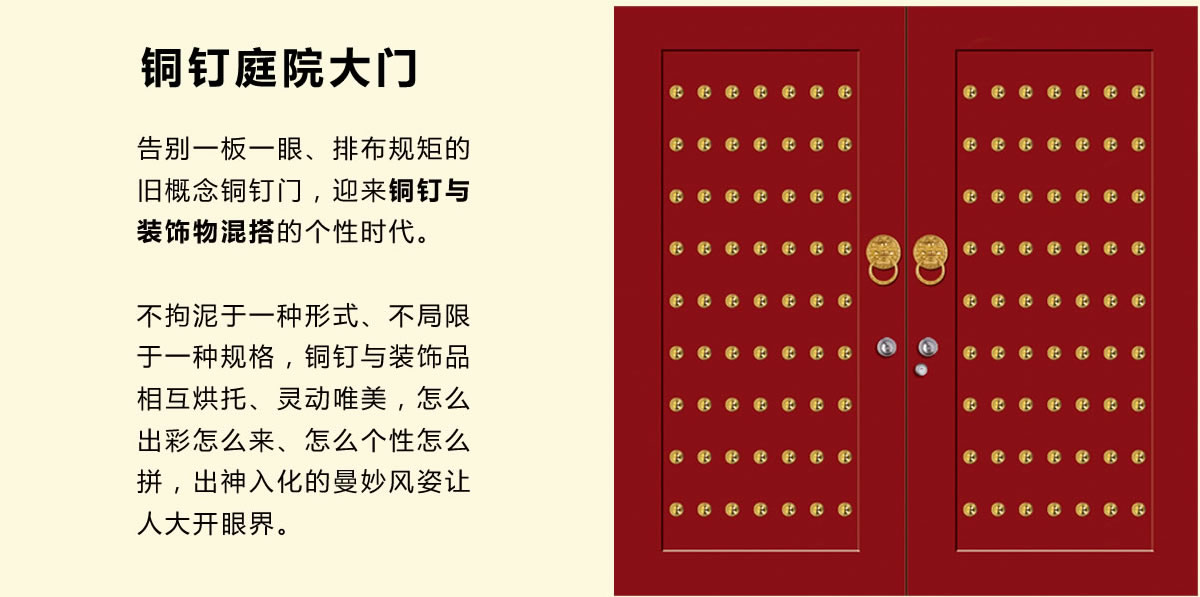 铜钉庭院大门
告别一板一眼、排布规矩的
旧概念铜钉门，迎来铜钉与
装饰物混搭的个性时代。
不拘泥于一种形式、不局限
于一种规格，铜钉与装饰品
相互烘托、灵动唯美，怎么
出彩怎么来、怎么个性怎么
拼，出神入化的曼妙风姿让
人大开眼界。